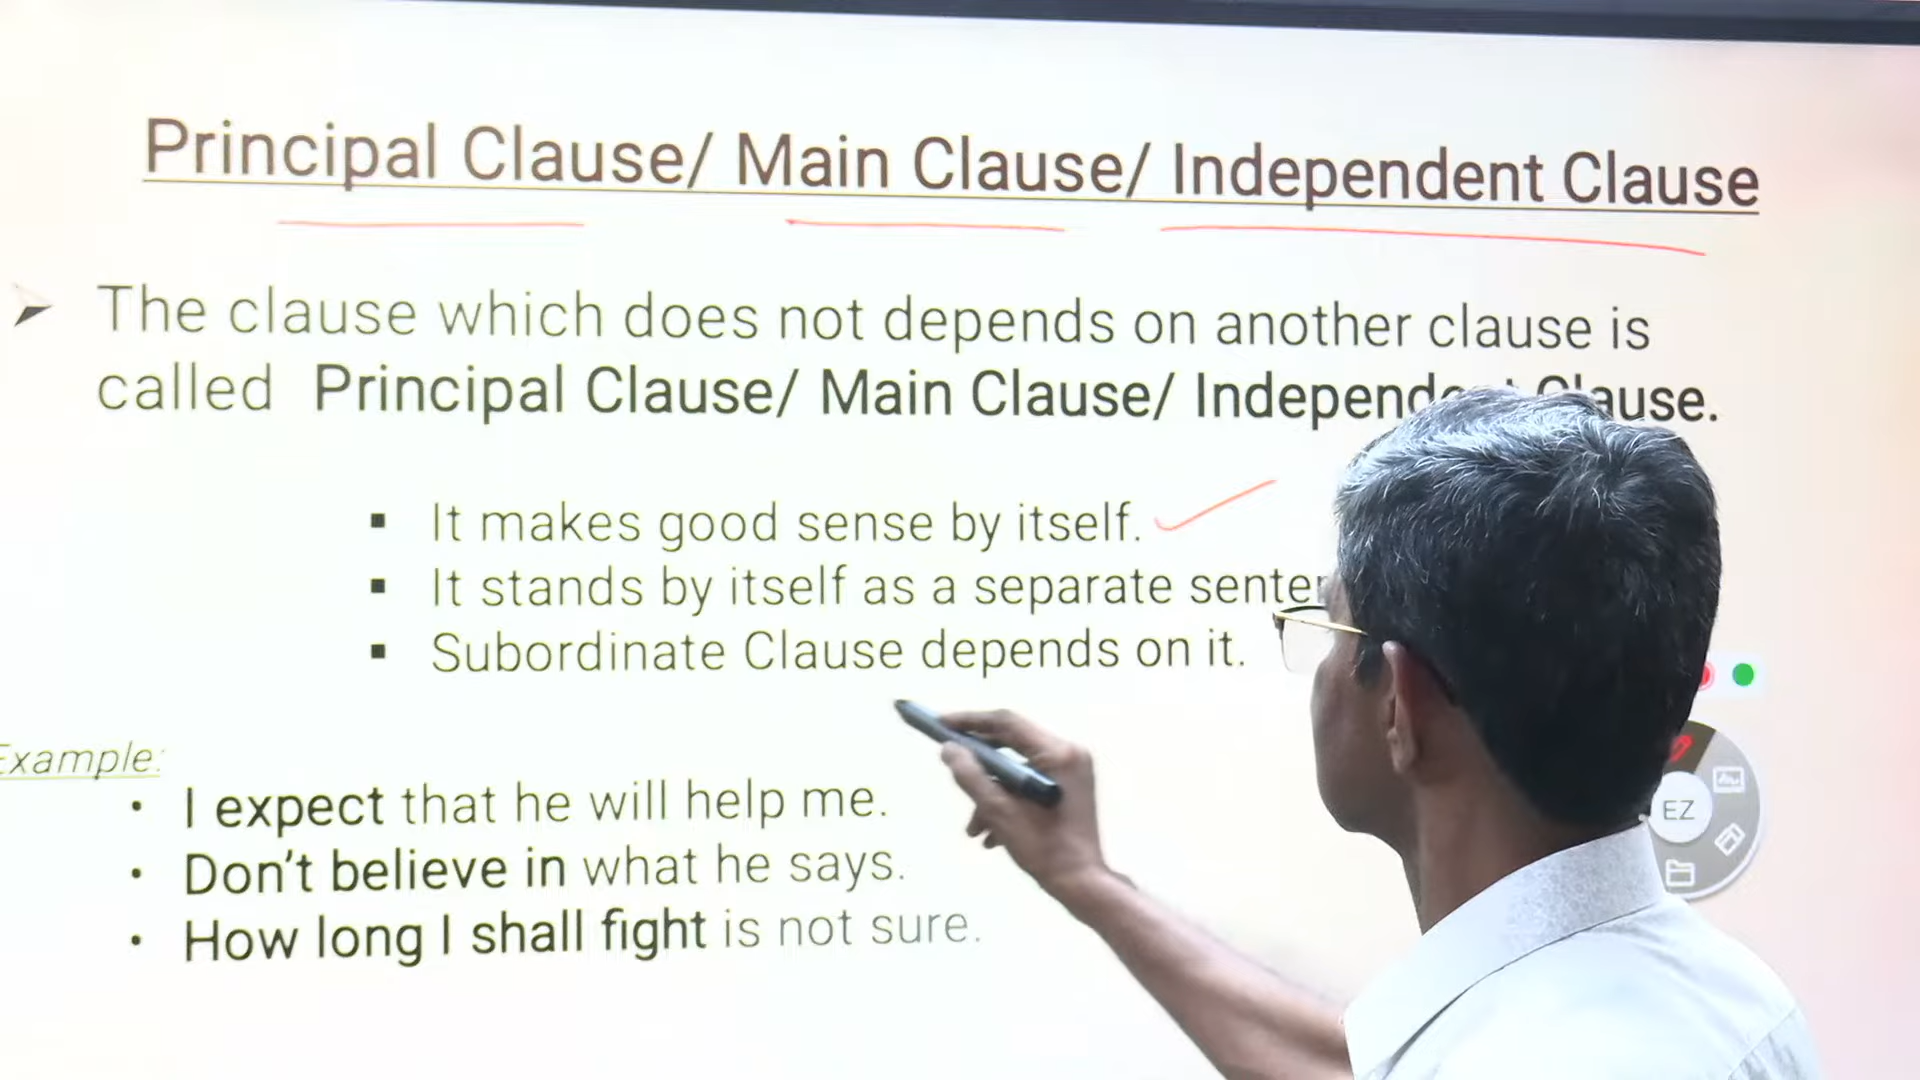 Principal Clause/ Main Clause/ Independent Clause
➤ The clause which does not depends on another clause is
called Principal Clause/ Main Clause/ Independent Clause.
▪ It makes good sense by itself.
▪ It stands by itself as a separate
▪ Subordinate Clause depends on it.
Example:
• I expect that he will help me.
• Don't believe in what he says.
• How long I shall fight is not sure.
EZ